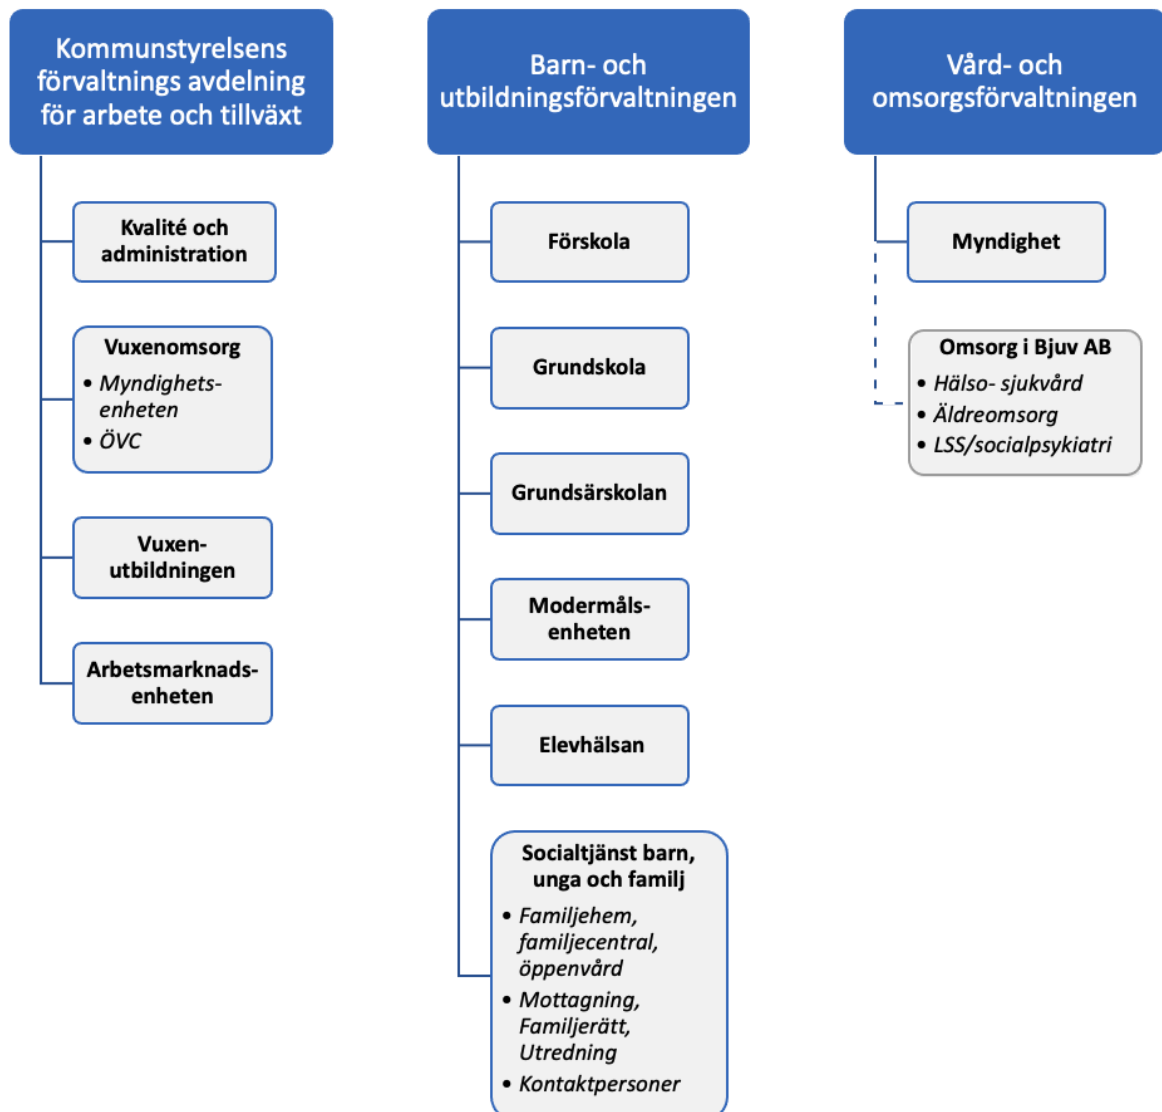 Kommunstyrelsens
förvaltnings avdelning
för arbete och tillväxt
Kvalité och
administration
Vuxenomsorg
• Myndighets-
enheten
• ÖVC
Vuxen-
utbildningen
Arbetsmarknads-
enheten
Barn- och
utbildningsförvaltningen
Förskola
Grundskola
Grundsärskolan
Modermåls-
enheten
Elevhälsan
Socialtjänst barn,
unga och familj
• Familjehem,
familjecentral,
öppenvård
• Mottagning,
Familjerätt,
Utredning
• Kontaktpersoner
Vård- och
omsorgsförvaltningen
Myndighet
Omsorg i Bjuv AB
• Hälso- sjukvård
• Äldreomsorg
• LSS/socialpsykiatri